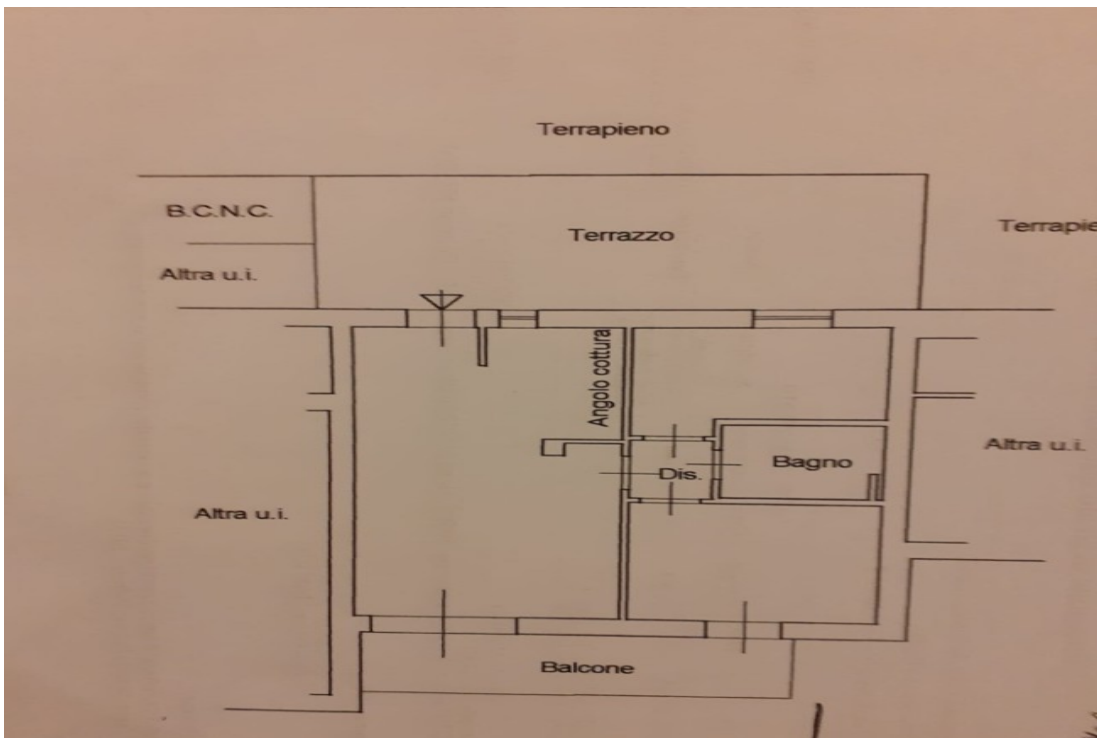 Terrapieno
B.C.N.C.
Terrazzo
Terrapie
Altra u.i.
Angolo cottura
Altra u.i.
Bagno
Dis.
Altra u.i.
Balcone